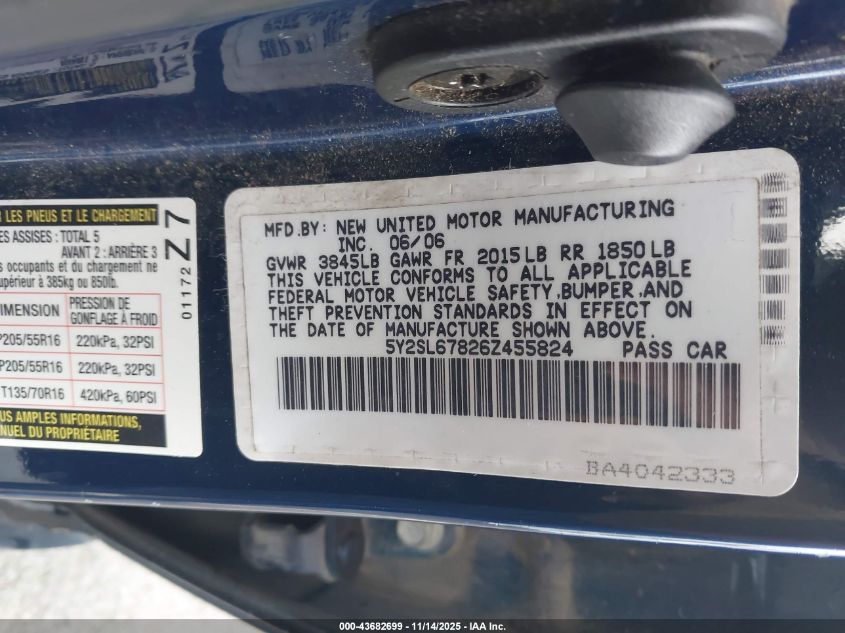 R LES PNEUS ET LE CHARGEMENT
ES ASSISES : TOTAL 5
AVANT 2 : ARRIÈRE 3
s occupants et du chargement
upérieur à 385kg ou 850lb.
DIMENSION PRESSION DE GONFLAGE À FROID
P205/55R16 220kPa, 32PSI
P205/55R16 220kPa, 32PSI
T135/70R16 420kPa, 60PSI
US AMPLES INFORMATIONS,
NUEL DU PROPRIÉTAIRE
01172 Z 7
MFD.BY: NEW UNITED MOTOR MANUFACTURING
INC. 06/06
GVWR 3845LB GAWR FR 2015LB RR 1850LB
THIS VEHICLE CONFORMS TO ALL APPLICABLE
FEDERAL MOTOR VEHICLE SAFETY,BUMPER,AND
THEFT PREVENTION STANDARDS IN EFFECT ON
THE DATE OF MANUFACTURE SHOWN ABOVE.
5Y2SL67826Z455824 PASS CAR
BA4042333
000-43682699 | 11/14/2025 - IAA Inc.